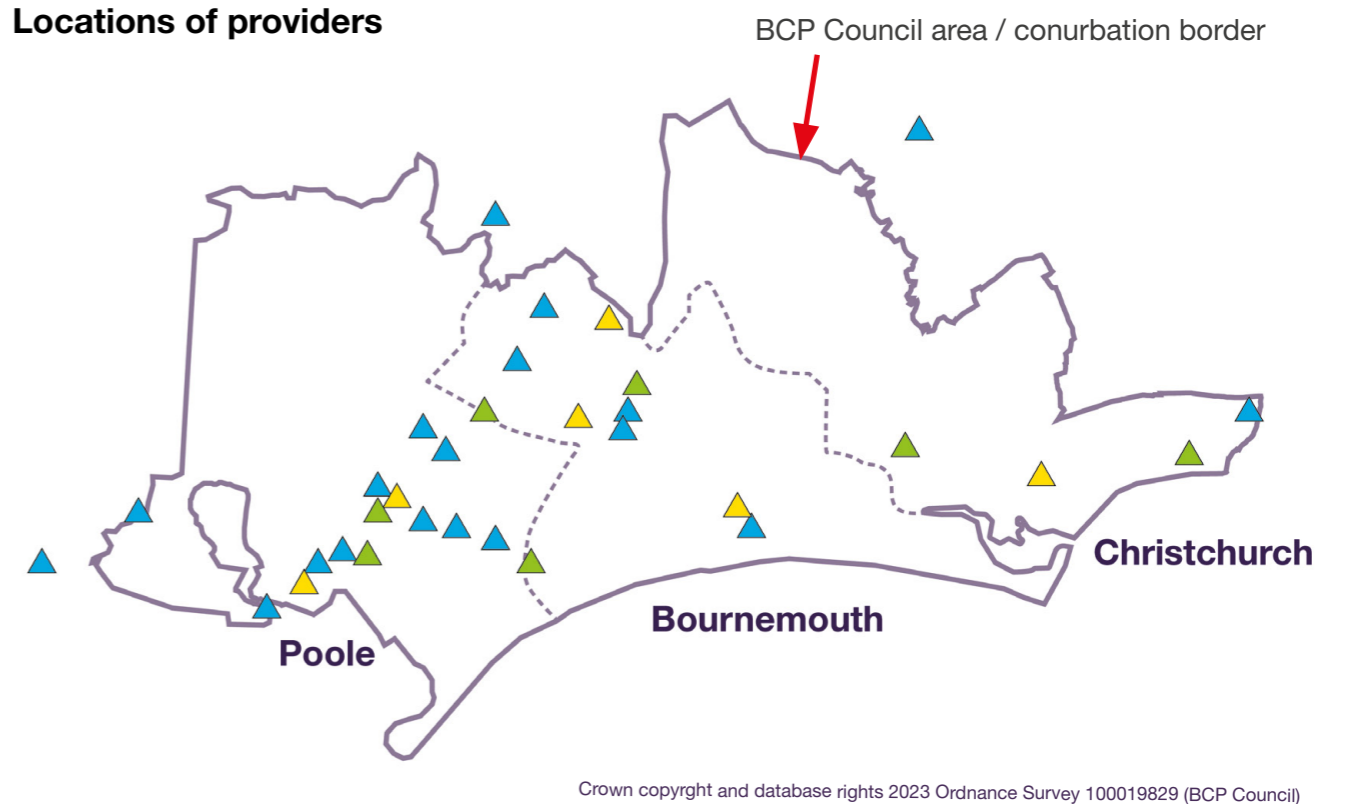 Locations of providers
BCP Council area / conurbation border
Christchurch
Bournemouth
Poole
Crown copyrght and database rights 2023 Ordnance Survey 100019829 (BCP Council)